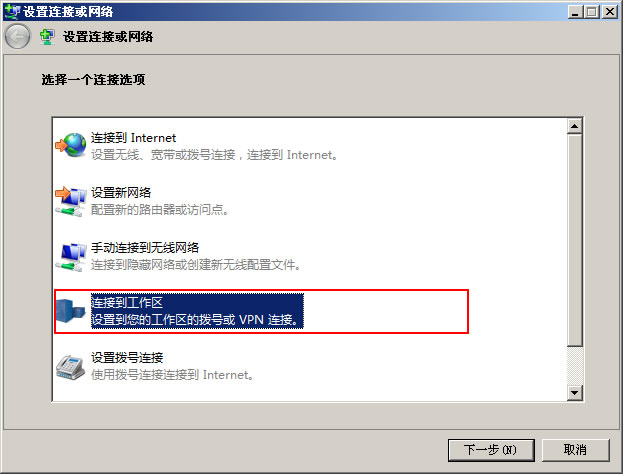 设置连接或网络
设置连接或网络
选择一个连接选项
连接到 Internet
设置无线、宽带或拨号连接，连接到 Internet。
设置新网络
配置新的路由器或访问点。
手动连接到无线网络
连接到隐藏网络或创建新无线配置文件。
连接到工作区
设置到您的工作区的拨号或 VPN 连接。
设置拨号连接
使用拨号连接连接到 Internet。
下一步(N)
取消